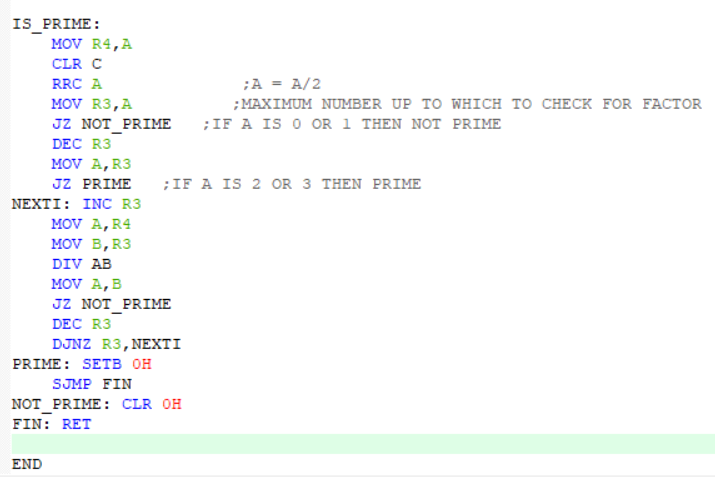 IS_PRIME:
MOV R4,A
CLR C
RRC A ;A = A/2
MOV R3,A ;MAXIMUM NUMBER UP TO WHICH TO CHECK FOR FACTOR
JZ NOT_PRIME ;IF A IS 0 OR 1 THEN NOT PRIME
DEC R3
MOV A,R3
JZ PRIME ;IF A IS 2 OR 3 THEN PRIME
NEXTI: INC R3
MOV A,R4
MOV B,R3
DIV AB
MOV A,B
JZ NOT_PRIME
DEC R3
DJNZ R3,NEXTI
PRIME: SETB 0H
SJMP FIN
NOT_PRIME: CLR 0H
FIN: RET
END